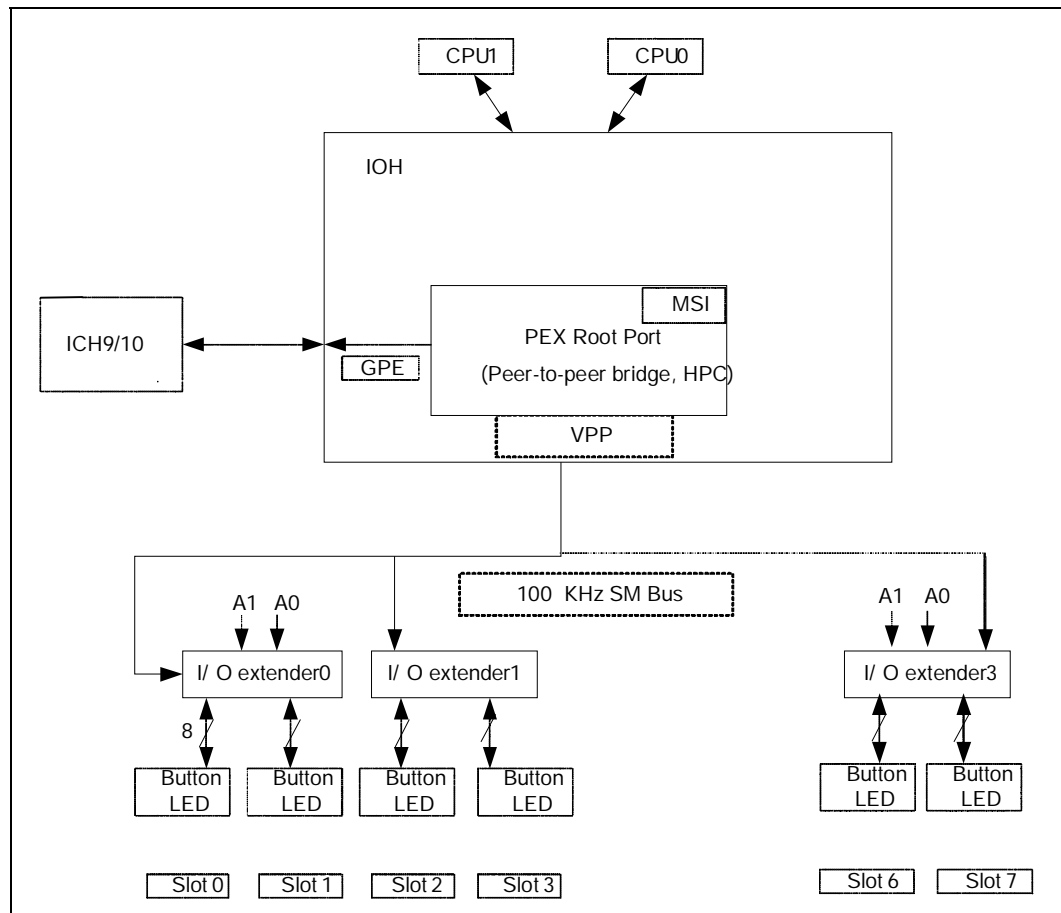 CPU1
CPU0
IOH
MSI
PEX Root Port
(Peer-to-peer bridge, HPC)
ICH9/10
GPE
VPP
100 KHz SM Bus
A1 A0
A1 A0
I/ O extender0
I/ O extender1
I/ O extender3
8
Button
LED
Button
LED
Button
LED
Button
LED
Button
LED
Button
LED
Slot 0
Slot 1
Slot 2
Slot 3
Slot 6
Slot 7